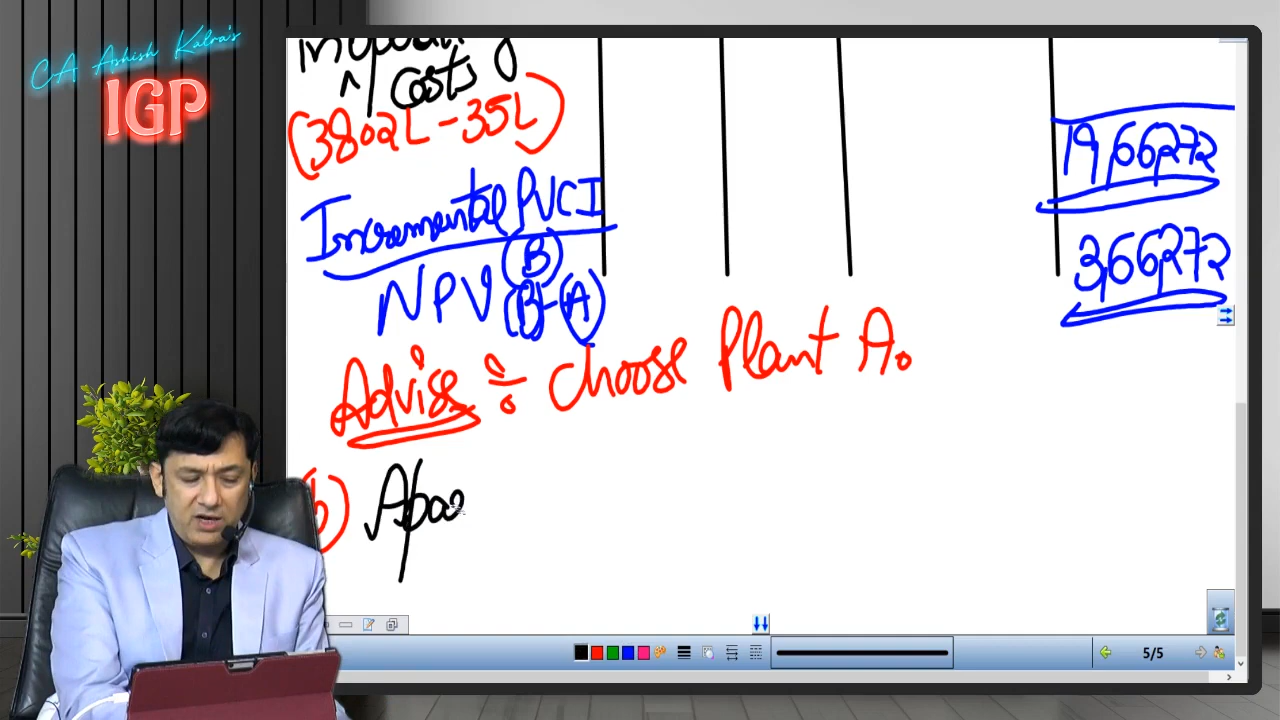 CA Ashish Kalra's
IGP
Costs
(3802L - 35L)
19,66,272
Incremental PVCI (B)
3,66,272
NPV (B)-(A)
Advise ÷ Choose Plant A.
(b)
5/5